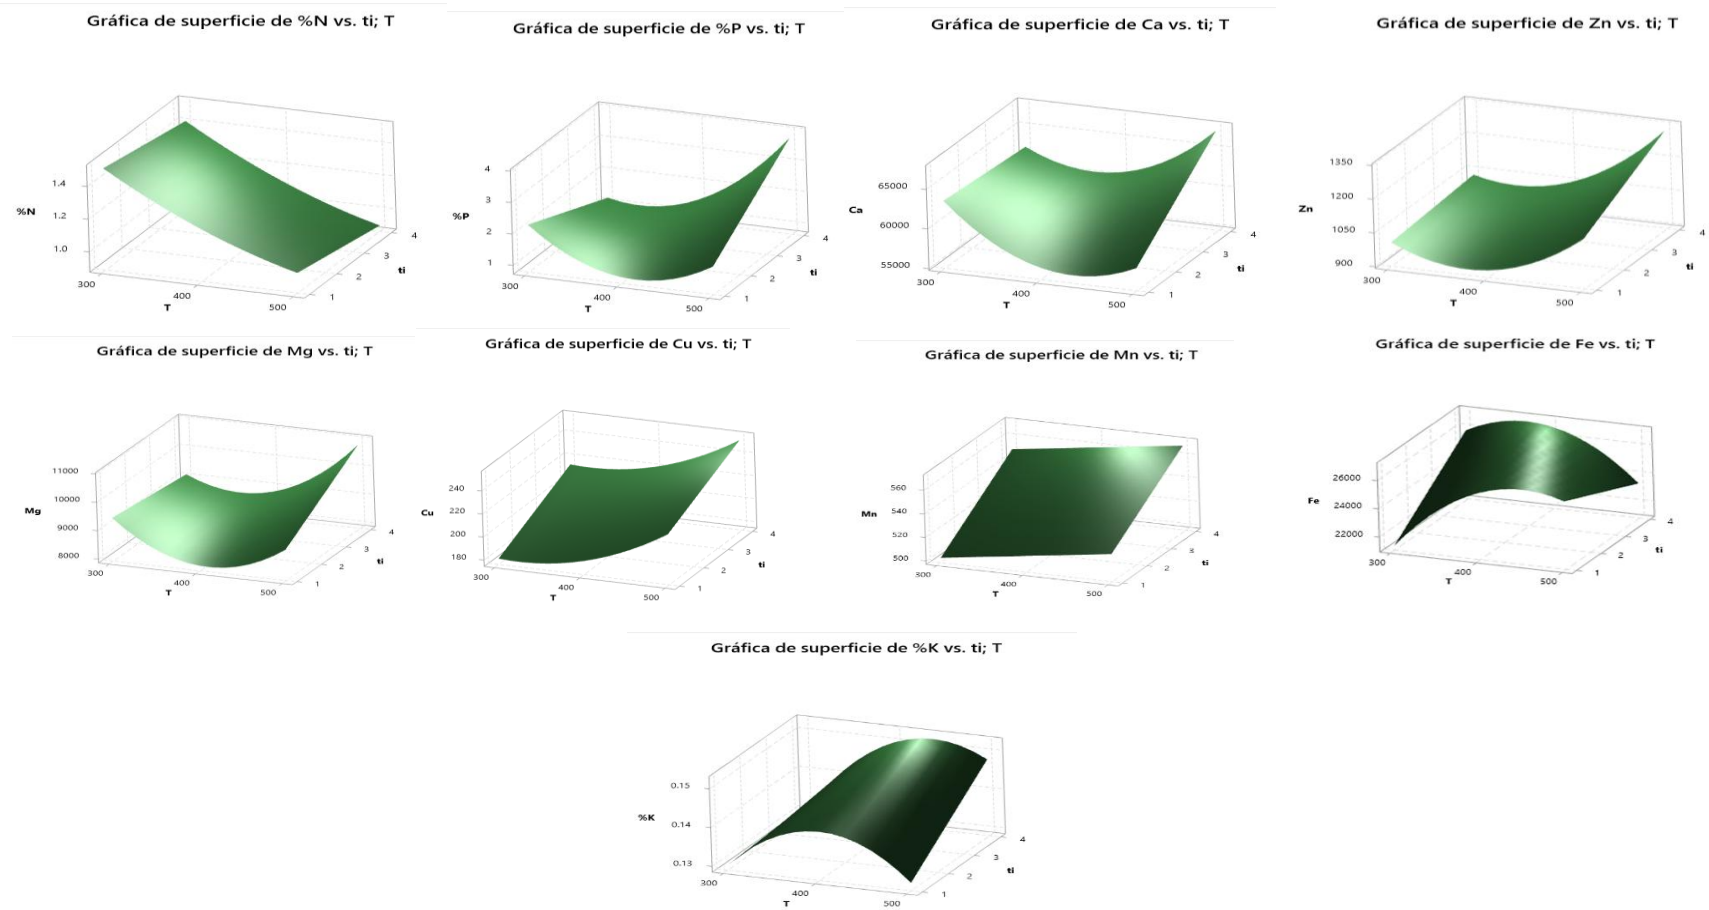 Gráfica de superficie de %N vs. ti; T
1.4
1.2
1.0
%N
300
400
500
T
1
2
3
4
ti
Gráfica de superficie de %P vs. ti; T
4
3
2
1
%P
300
400
500
T
1
2
3
4
ti
Gráfica de superficie de Ca vs. ti; T
65000
60000
55000
Ca
300
400
500
T
1
2
3
4
ti
Gráfica de superficie de Zn vs. ti; T
1350
1200
1050
900
Zn
300
400
500
T
1
2
3
4
ti
Gráfica de superficie de Mg vs. ti; T
11000
10000
9000
8000
Mg
300
400
500
T
1
2
3
4
ti
Gráfica de superficie de Cu vs. ti; T
240
220
200
180
Cu
300
400
500
T
1
2
3
4
ti
Gráfica de superficie de Mn vs. ti; T
560
540
520
500
Mn
300
400
500
T
1
2
3
4
ti
Gráfica de superficie de Fe vs. ti; T
26000
24000
22000
Fe
300
400
500
T
1
2
3
4
ti
Gráfica de superficie de %K vs. ti; T
0.15
0.14
0.13
%K
300
400
500
T
1
2
3
4
ti